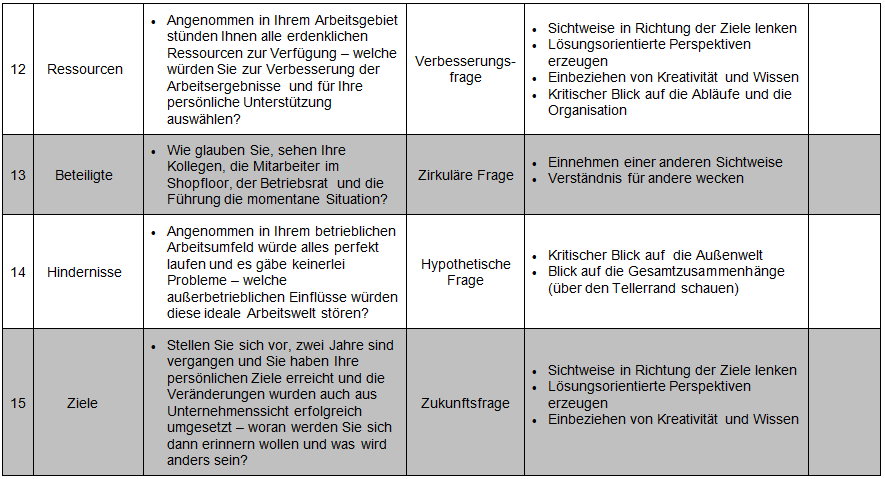 12
Ressourcen
• Angenommen in Ihrem Arbeitsgebiet
stünden Ihnen alle erdenklichen
Ressourcen zur Verfügung – welche
würden Sie zur Verbesserung der
Arbeitsergebnisse und für Ihre
persönliche Unterstützung
auswählen?
Verbesserungs-
frage
• Sichtweise in Richtung der Ziele lenken
• Lösungsorientierte Perspektiven
erzeugen
• Einbeziehen von Kreativität und Wissen
• Kritischer Blick auf die Abläufe und die
Organisation
13
Beteiligte
• Wie glauben Sie, sehen Ihre
Kollegen, die Mitarbeiter im
Shopfloor, der Betriebsrat und die
Führung die momentane Situation?
Zirkuläre Frage
• Einnehmen einer anderen Sichtweise
• Verständnis für andere wecken
14
Hindernisse
• Angenommen in Ihrem betrieblichen
Arbeitsumfeld würde alles perfekt
laufen und es gäbe keinerlei
Probleme – welche
außerbetrieblichen Einflüsse würden
diese ideale Arbeitswelt stören?
Hypothetische
Frage
• Kritischer Blick auf die Außenwelt
• Blick auf die Gesamtzusammenhänge
(über den Tellerrand schauen)
15
Ziele
• Stellen Sie sich vor, zwei Jahre sind
vergangen und Sie haben Ihre
persönlichen Ziele erreicht und die
Veränderungen wurden auch aus
Unternehmenssicht erfolgreich
umgesetzt – woran werden Sie sich
dann erinnern wollen und was wird
anders sein?
Zukunftsfrage
• Sichtweise in Richtung der Ziele lenken
• Lösungsorientierte Perspektiven
erzeugen
• Einbeziehen von Kreativität und Wissen